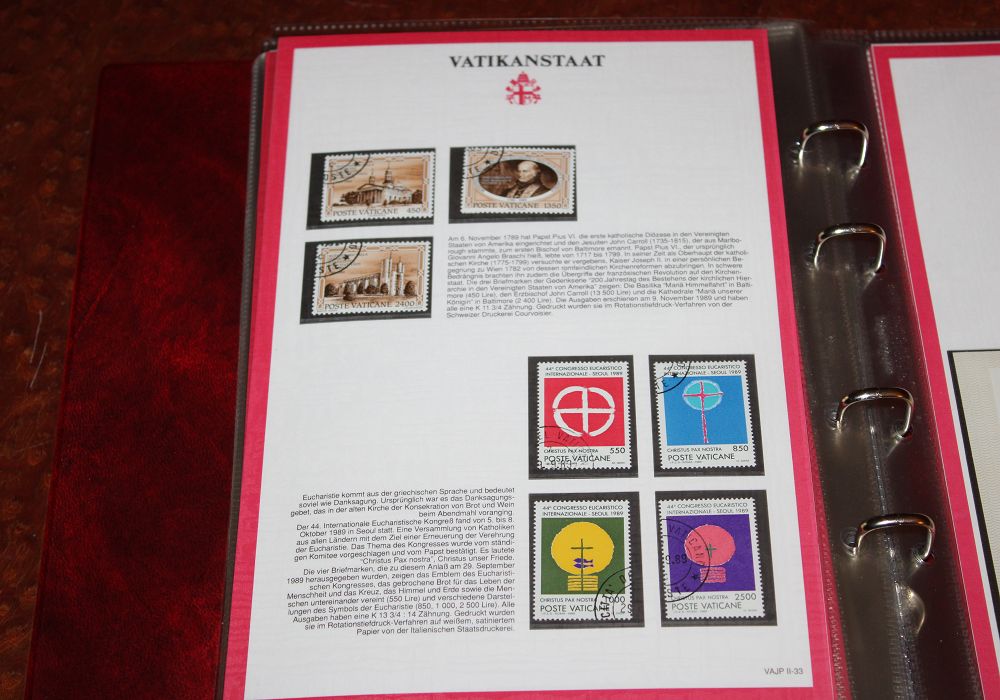 VATIKANSTAAT
POSTE VATICANE 450
POSTE VATICANE 1350
POSTE VATICANE 2400
Am 6. November 1789 hat Papst Pius VI. die erste katholische Diözese in den Vereinigten
Staaten von Amerika eingerichtet und den Jesuiten John Carroll (1735-1815), der aus Marlbo-
rough stammte, zum ersten Bischof von Baltimore ernannt. Papst Pius VI., der ursprünglich
Giovanni Angelo Braschi hieß, lebte von 1717 bis 1799. In seiner Zeit als Oberhaupt der katholi-
schen Kirche (1775-1799) versuchte er vergebens, Kaiser Joseph II. in einer persönlichen Be-
gegnung zu Wien 1782 von dessen romfeindlichen Kirchenreformen abzubringen. In schwere
Bedrängnis brachten ihn zudem die Übergriffe der französischen Revolution auf den Kirchen-
staat. Die drei Briefmarken der Gedenkserie "200 Jahrestag des Bestehens der kirchlichen Hier-
archie in den Vereinigten Staaten von Amerika" zeigen: Die Basilika "Mariä Himmelfahrt" in Balti-
more (450 Lire), den Erzbischof John Carroll (13 500 Lire) und die Kathedrale "Maria unserer
Königin" in Baltimore (2 400 Lire). Die Ausgaben erschienen am 9. November 1989 und haben
alle eine K 11 3/4 Zähnung. Gedruckt wurden sie im Rotationstiefdruck-Verfahren von der
Schweizer Druckerei Courvoisier.
44º CONGRESSO EUCARISTICO
INTERNAZIONALE - SEOUL 1989
CHRISTUS PAX NOSTRA 550
POSTE VATICANE
44º CONGRESSO EUCARISTICO
INTERNAZIONALE - SEOUL 1989
CHRISTUS PAX NOSTRA 850
POSTE VATICANE
Eucharistie kommt aus der griechischen Sprache und bedeutet
soviel wie Danksagung. Ursprünglich war es das Danksagungs-
gebet, das in der alten Kirche der Konsekration von Brot und Wein
beim Abendmahl voranging.
Der 44. Internationale Eucharistische Kongreß fand von 5. bis 8.
Oktober 1989 in Seoul statt. Eine Versammlung von Katholiken
aus allen Ländern mit dem Ziel einer Erneuerung der Verehrung
der Eucharistie. Das Thema des Kongresses wurde vom ständi-
gen Komitee vorgeschlagen und vom Papst bestätigt. Es lautete
"Christus Pax nostra", Christus unser Friede.
Die vier Briefmarken, die zu diesem Anlaß am 29. September
1989 herausgegeben wurden, zeigen das Emblem des Eucharisti-
schen Kongresses, das gebrochene Brot für das Leben der
Menschheit und das Kreuz, das Himmel und Erde sowie die Men-
schen untereinander vereint (550 Lire) und verschiedene Darstel-
lungen des Symbols der Eucharistie (850, 1 000, 2 500 Lire). Alle
Ausgaben haben eine K 13 3/4 : 14 Zähnung. Gedruckt wurden
sie im Rotationstiefdruck-Verfahren auf weißem, satiniertem
Papier von der Italienischen Staatsdruckerei.
44º CONGRESSO EUCARISTICO
INTERNAZIONALE - SEOUL 1989
CHRISTUS PAX NOSTRA 1000
POSTE VATICANE
44º CONGRESSO EUCARISTICO
INTERNAZIONALE - SEOUL 1989
CHRISTUS PAX NOSTRA 2500
POSTE VATICANE
VAJP II-33